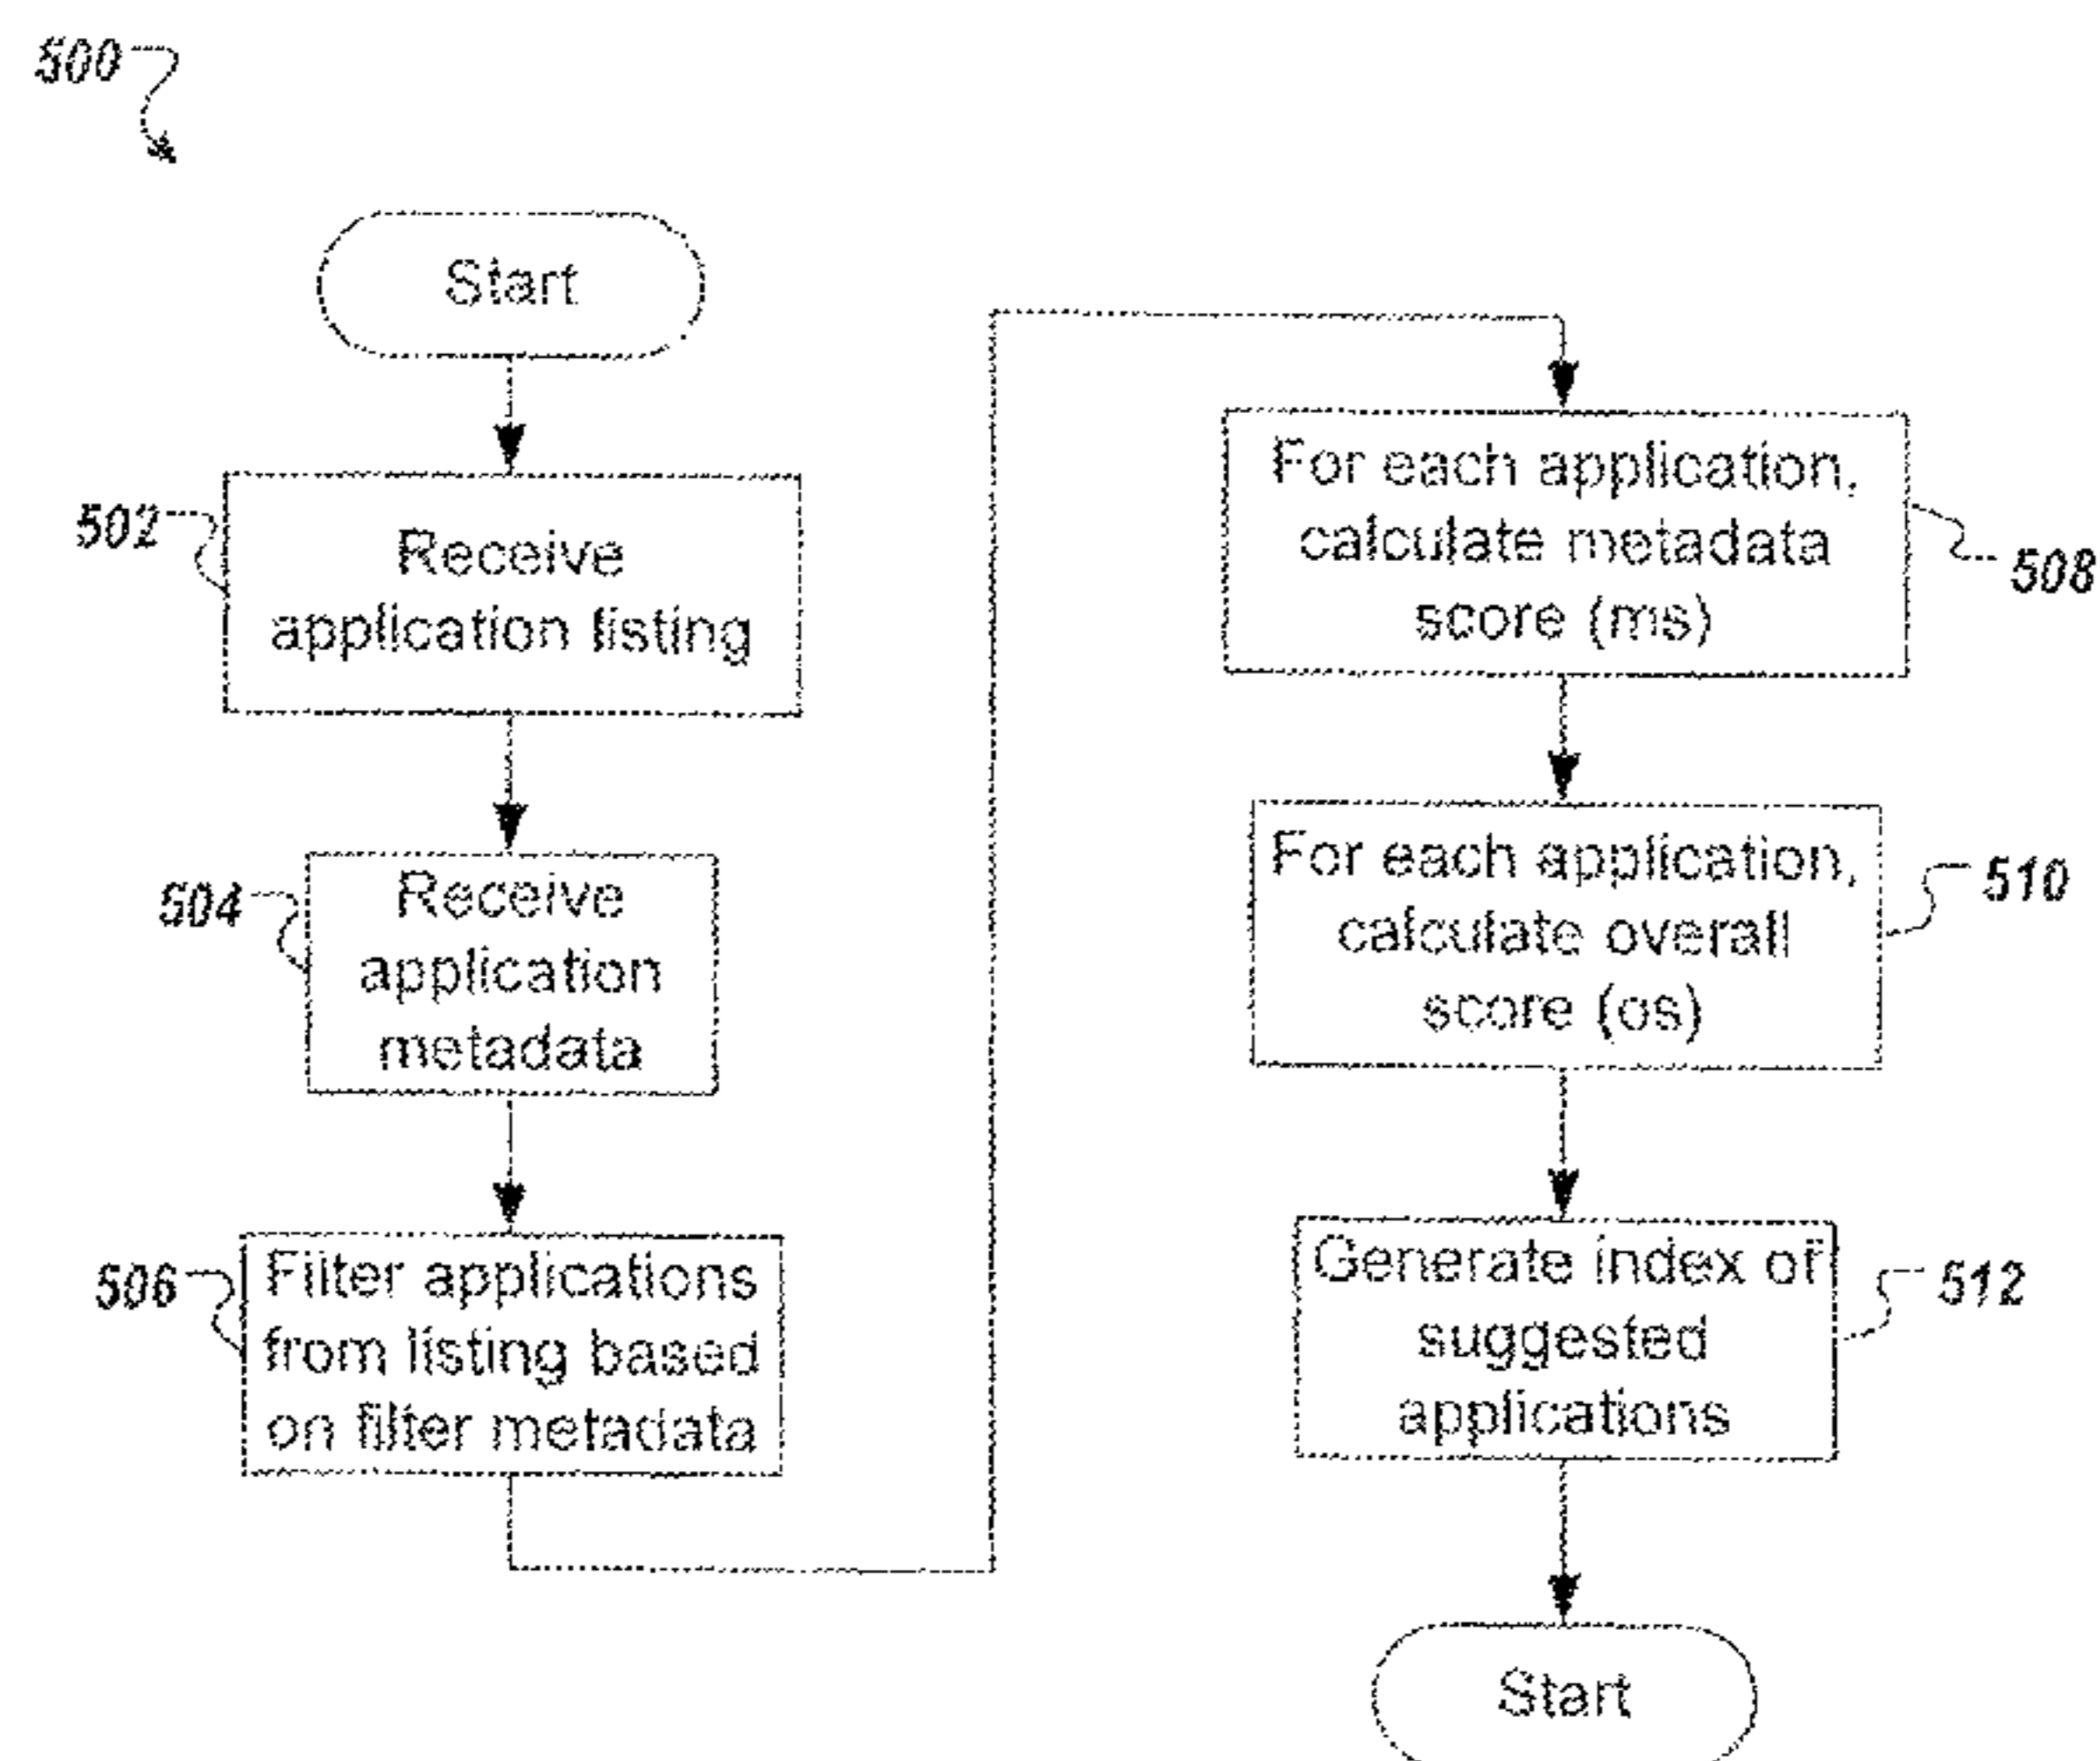 500
Start
502
Receive
application listing
504
Receive
application
metadata
506
Filter applications
from listing based
on filter metadata
For each application,
calculate metadata
score (ms)
508
For each application,
calculate overall
score (os)
510
Generate index of
suggested
applications
512
Start